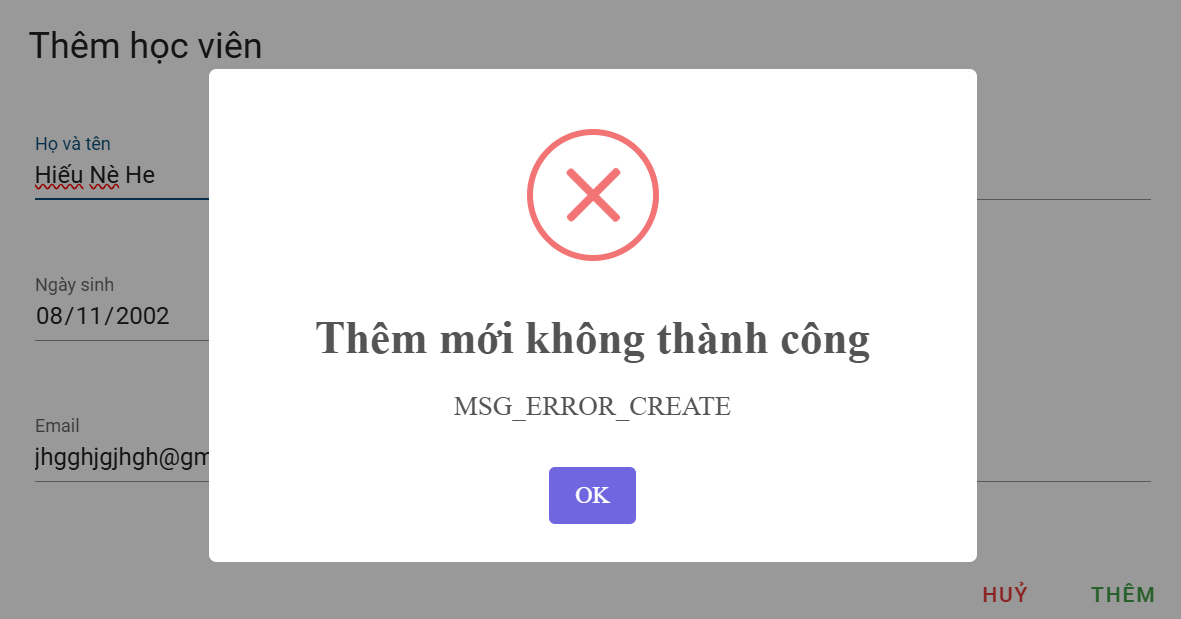 Thêm học viên
Họ và tên
Hiếu Nè He
Ngày sinh
08/11/2002
Email
jhgghjgjhgh@gm
Thêm mới không thành công
MSG_ERROR_CREATE
OK
HUỶ THÊM